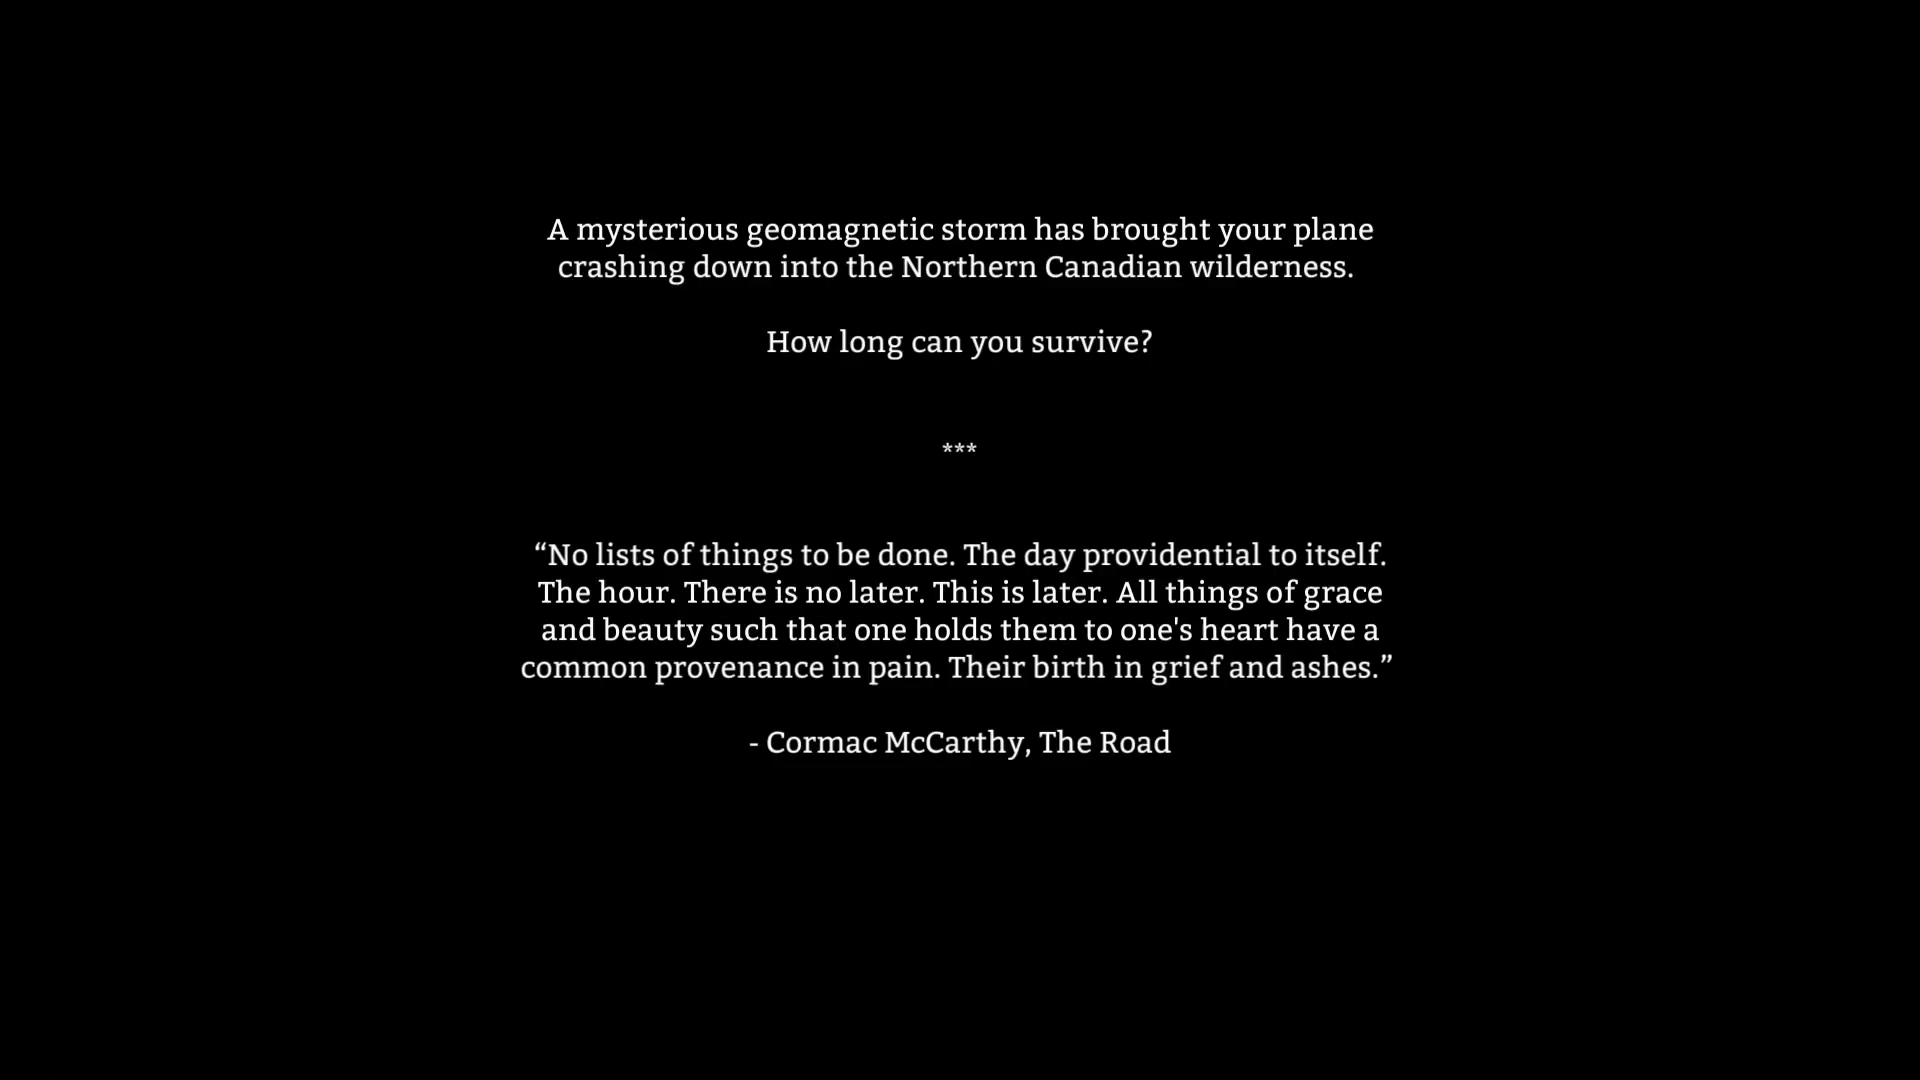 A mysterious geomagnetic storm has brought your plane
crashing down into the Northern Canadian wilderness.
How long can you survive?
***
“No lists of things to be done. The day providential to itself.
The hour. There is no later. This is later. All things of grace
and beauty such that one holds them to one's heart have a
common provenance in pain. Their birth in grief and ashes.”
- Cormac McCarthy, The Road